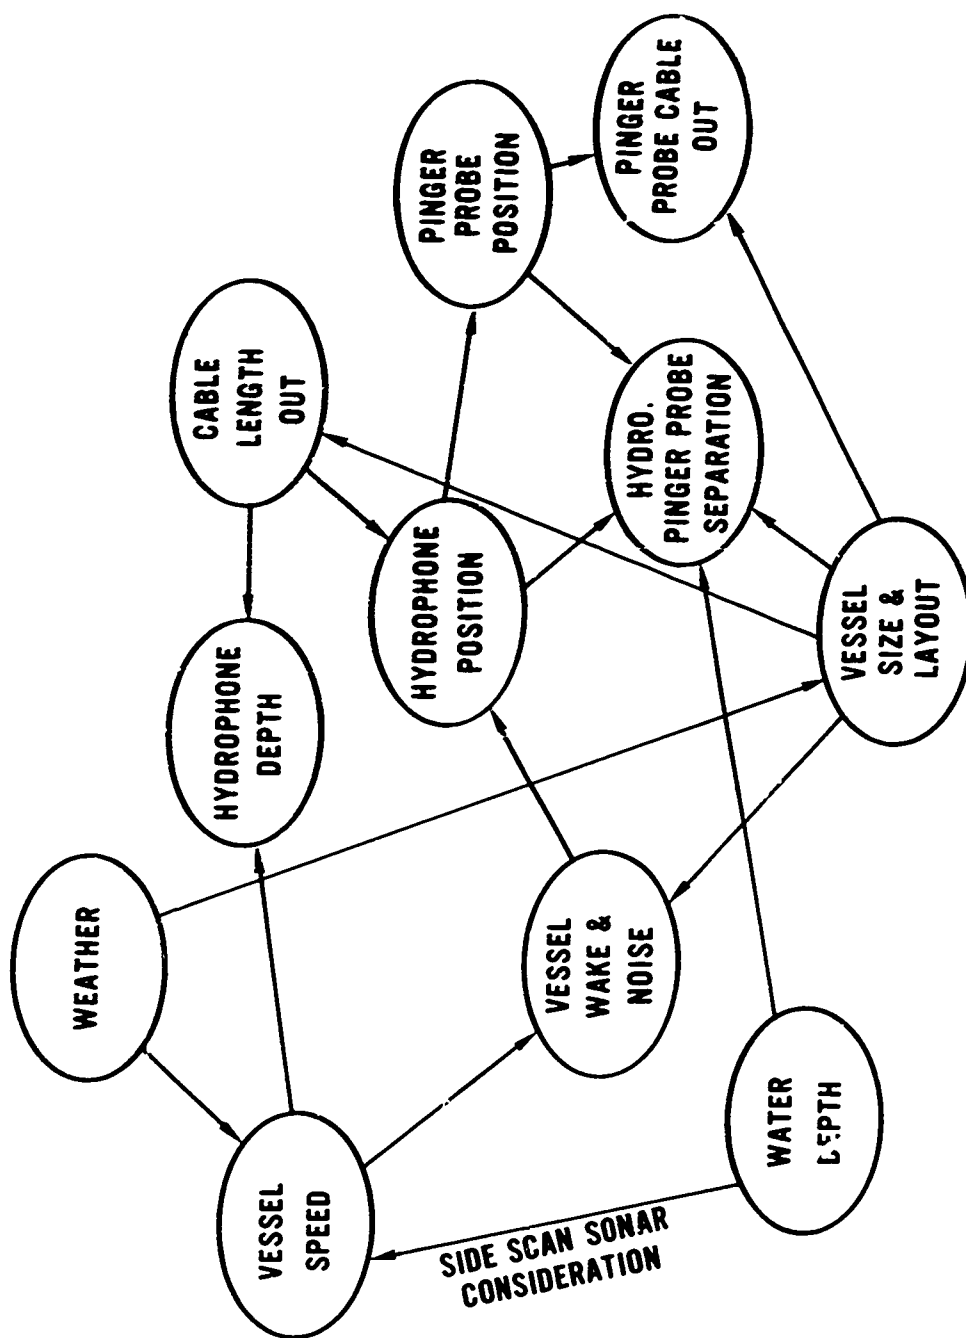 WEATHER
VESSEL
SPEED
HYDROPHONE
DEPTH
CABLE
LENGTH
OUT
SIDE SCAN SONAR
CONSIDERATION
HYDROPHONE
POSITION
PINGER
PROBE
POSITION
VESSEL
WAKE &
NOISE
HYDRO.
PINGER PROBE
SEPARATION
PINGER
PROBE CABLE
OUT
WATER
DEPTH
VESSEL
SIZE &
LAYOUT